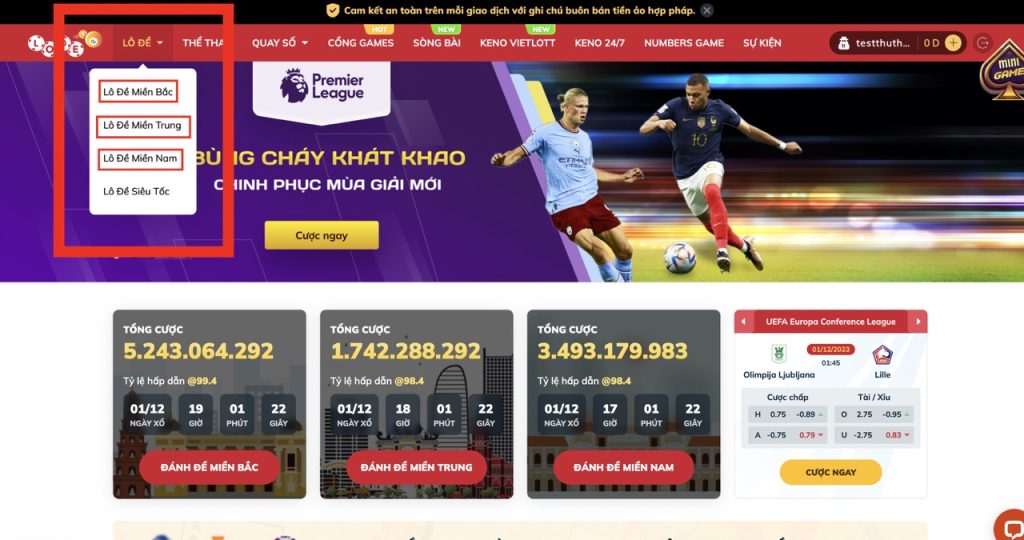 Cam kết an toàn trên mỗi giao dịch với ghi chú buôn bán tiền ảo hợp pháp.
LÔ ĐỀ
THỂ THA
QUAY SỐ
HOT
CỔNG GAMES
NEW
SÒNG BÀI
NEW
KENO VIETLOTT
KENO 24/7
NUMBERS GAME
SỰ KIỆN
testthuth...
0 D
MINI
GAME
Lô Đề Miền Bắc
Lô Đề Miền Trung
Lô Đề Miền Nam
Lô Đề Siêu Tốc
Premier
League
BÙNG CHÁY KHÁT KHAO
CHINH PHỤC MÙA GIẢI MỚI
Cược ngay
ETIHAD
10
TỔNG CƯỢC
5.243.064.292
Tỷ lệ hấp dẫn @99.4
01/12 19 01 22
NGÀY XỔ GIỜ PHÚT GIÂY
ĐÁNH ĐỀ MIỀN BẮC
TỔNG CƯỢC
1.742.288.292
Tỷ lệ hấp dẫn @98.4
01/12 18 01 22
NGÀY XỔ GIỜ PHÚT GIÂY
ĐÁNH ĐỀ MIỀN TRUNG
TỔNG CƯỢC
3.493.179.983
Tỷ lệ hấp dẫn @98.4
01/12 17 01 22
NGÀY XỔ GIỜ PHÚT GIÂY
ĐÁNH ĐỀ MIỀN NAM
UEFA Europa Conference League
01/12/2023
01:45
Olimpija Ljubljana
Lille
Cược chấp
Tài / Xỉu
H 0.75 -0.89
O 2.75 -0.95
A -0.75 0.79
U -2.75 0.83
CƯỢC NGAY